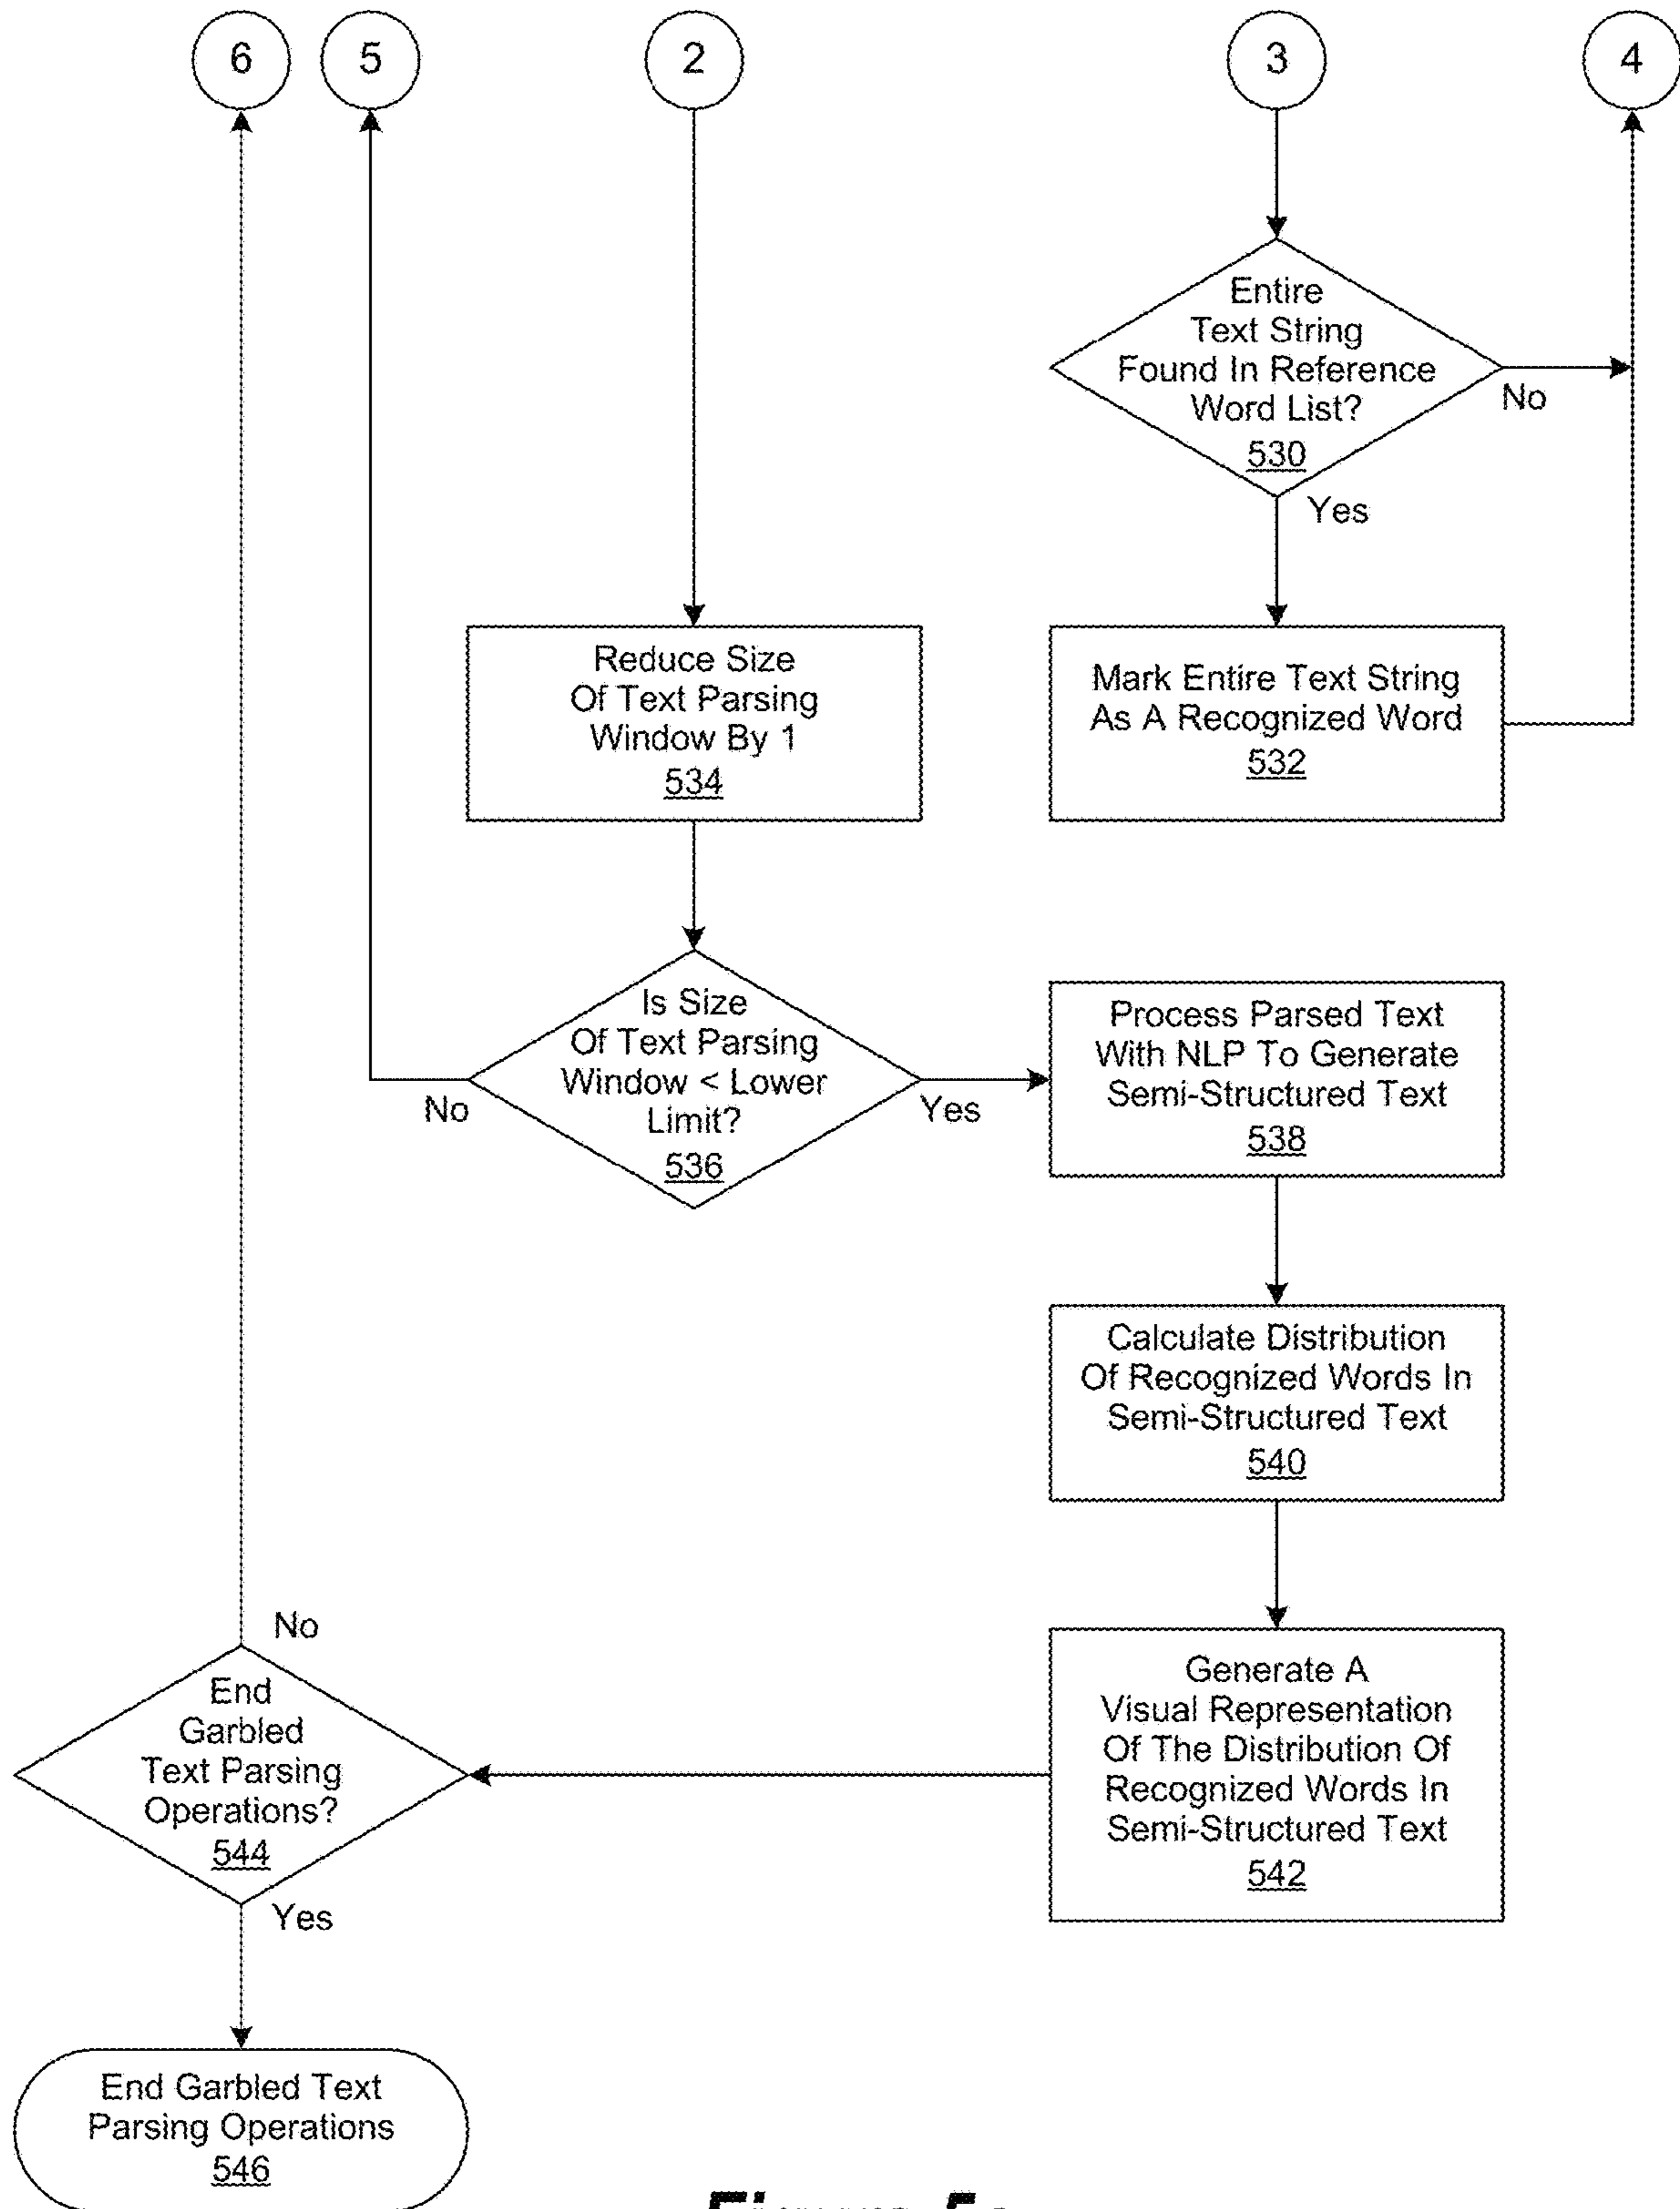 6
5
2
3
4
Entire
Text String
Found In Reference
Word List?
530
No
Yes
Reduce Size
Of Text Parsing
Window By 1
534
Mark Entire Text String
As A Recognized Word
532
Is Size
Of Text Parsing
Window < Lower
Limit?
536
No
Yes
Process Parsed Text
With NLP To Generate
Semi-Structured Text
538
Calculate Distribution
Of Recognized Words In
Semi-Structured Text
540
No
End
Garbled
Text Parsing
Operations?
544
Yes
Generate A
Visual Representation
Of The Distribution Of
Recognized Words In
Semi-Structured Text
542
End Garbled Text
Parsing Operations
546